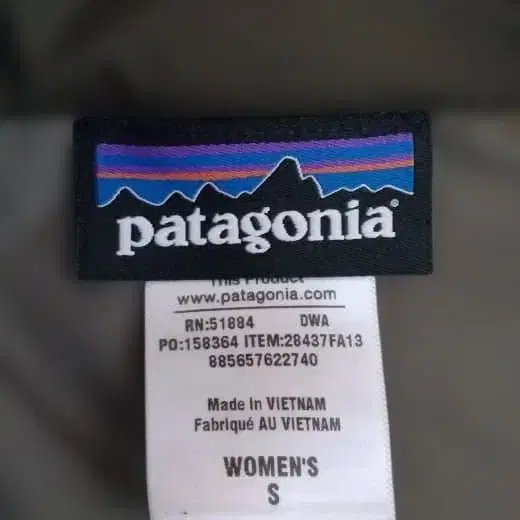 patagonia®
This Product
www.patagonia.com
RN:51884 DWA
PO:158364 ITEM:28437FA13
885657622740
Made In VIETNAM
Fabriqué AU VIETNAM
WOMEN'S
S